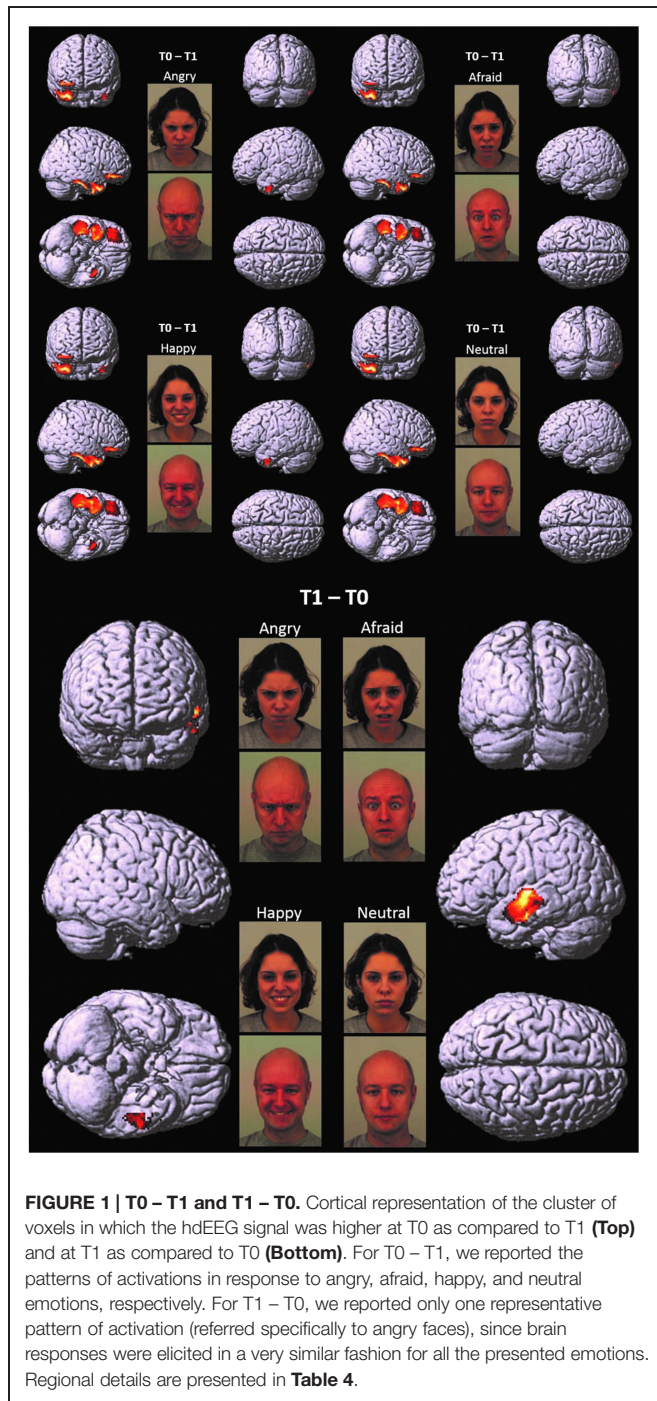 T0 – T1
Angry
T0 – T1
Afraid
T0 – T1
Happy
T0 – T1
Neutral
T1 – T0
Angry
Afraid
Happy
Neutral
FIGURE 1 | T0 – T1 and T1 – T0. Cortical representation of the cluster of
voxels in which the hdEEG signal was higher at T0 as compared to T1 (Top)
and at T1 as compared to T0 (Bottom). For T0 – T1, we reported the
patterns of activations in response to angry, afraid, happy, and neutral
emotions, respectively. For T1 – T0, we reported only one representative
pattern of activation (referred specifically to angry faces), since brain
responses were elicited in a very similar fashion for all the presented emotions.
Regional details are presented in Table 4.